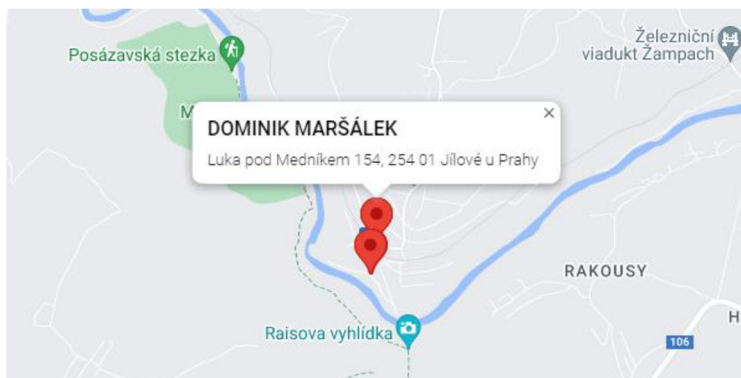 Železniční
viadukt Žampach
Posázavská stezka
M
DOMINIK MARŠÁLEK
Luka pod Medníkem 154, 254 01 Jílové u Prahy
RAKOUSY
H
Raisova vyhlídka
106